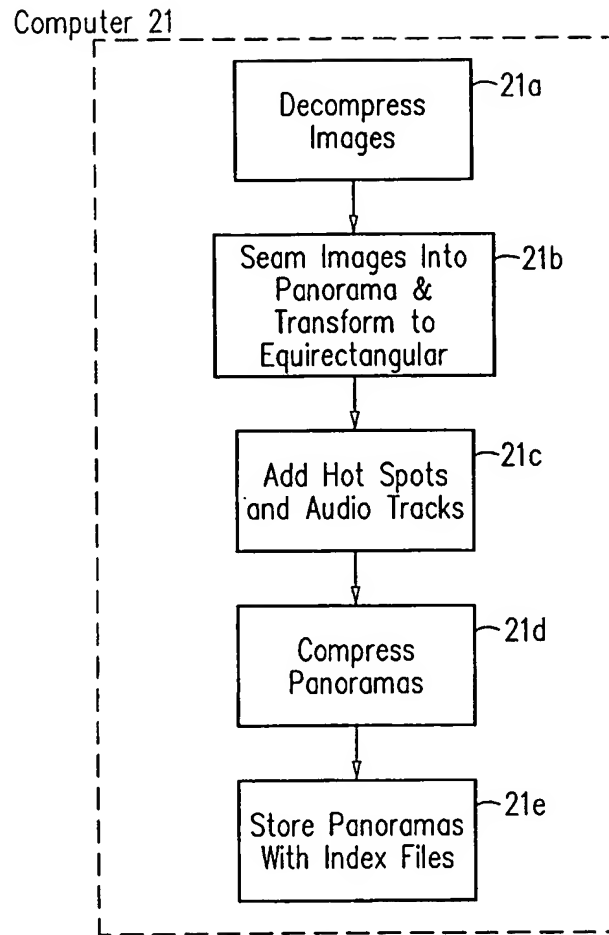 Computer 21
21a
Decompress
Images
21b
Seam Images Into
Panorama &
Transform to
Equirectangular
21c
Add Hot Spots
and Audio Tracks
21d
Compress
Panoramas
21e
Store Panoramas
With Index Files